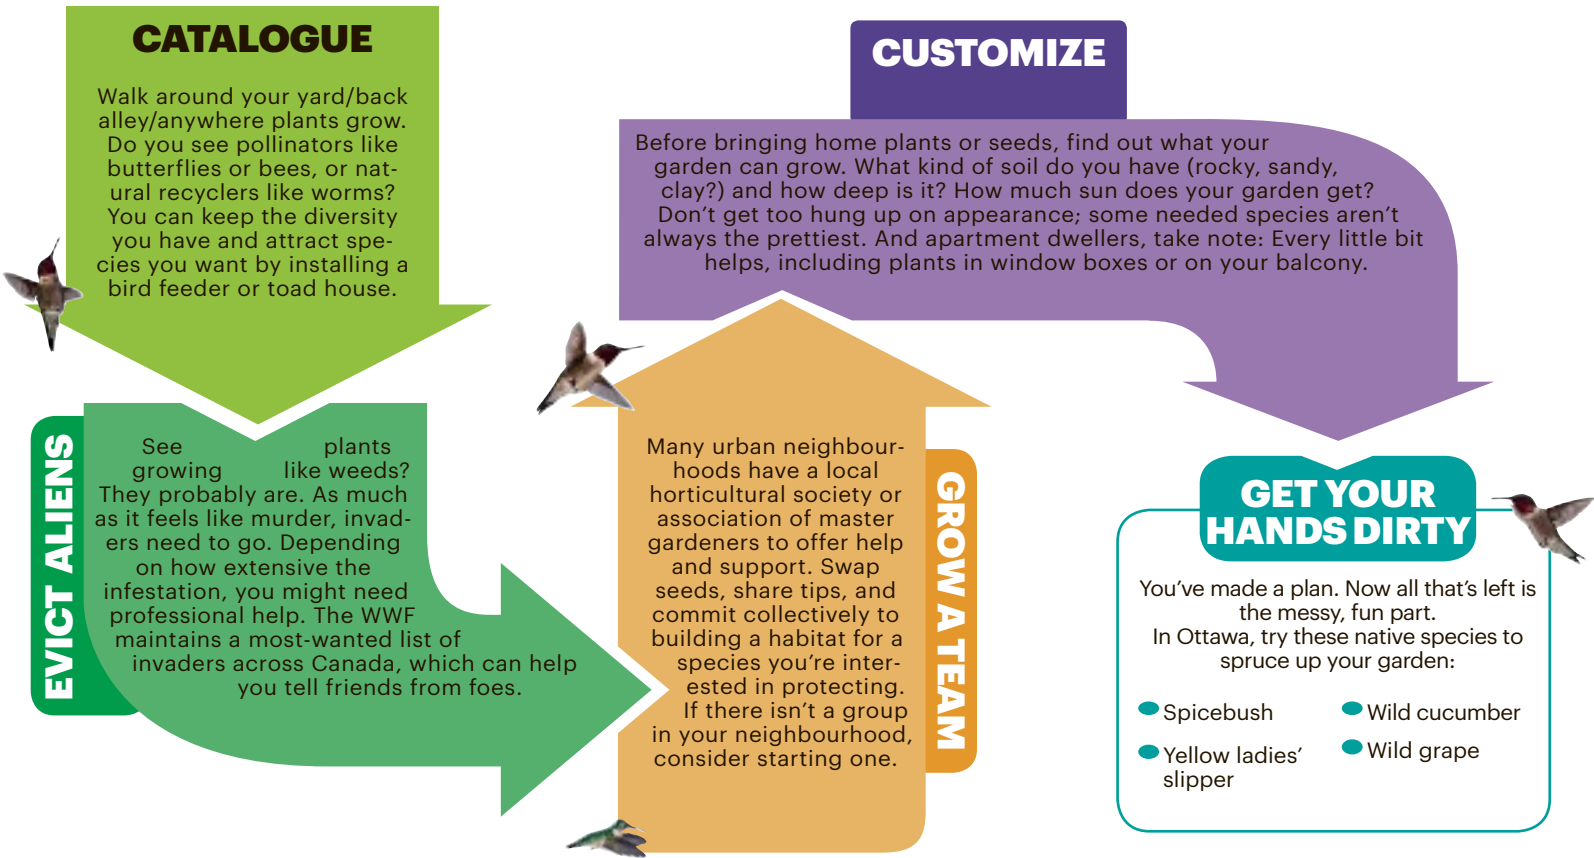 CATALOGUE
Walk around your yard/back
alley/anywhere plants grow.
Do you see pollinators like
butterflies or bees, or nat-
ural recyclers like worms?
You can keep the diversity
you have and attract spe-
cies you want by installing a
bird feeder or toad house.
EVICT ALIENS
See plants
growing like weeds?
They probably are. As much
as it feels like murder, invad-
ers need to go. Depending
on how extensive the
infestation, you might need
professional help. The WWF
maintains a most-wanted list of
invaders across Canada, which can help
you tell friends from foes.
GROW A TEAM
Many urban neighbour-
hoods have a local
horticultural society or
association of master
gardeners to offer help
and support. Swap
seeds, share tips, and
commit collectively to
building a habitat for a
species you’re inter-
ested in protecting.
If there isn’t a group
in your neighbourhood,
consider starting one.
CUSTOMIZE
Before bringing home plants or seeds, find out what your
garden can grow. What kind of soil do you have (rocky, sandy,
clay?) and how deep is it? How much sun does your garden get?
Don’t get too hung up on appearance; some needed species aren’t
always the prettiest. And apartment dwellers, take note: Every little bit
helps, including plants in window boxes or on your balcony.
GET YOUR
HANDS DIRTY
You’ve made a plan. Now all that’s left is
the messy, fun part.
In Ottawa, try these native species to
spruce up your garden:
Spicebush
Yellow ladies’
slipper
Wild cucumber
Wild grape